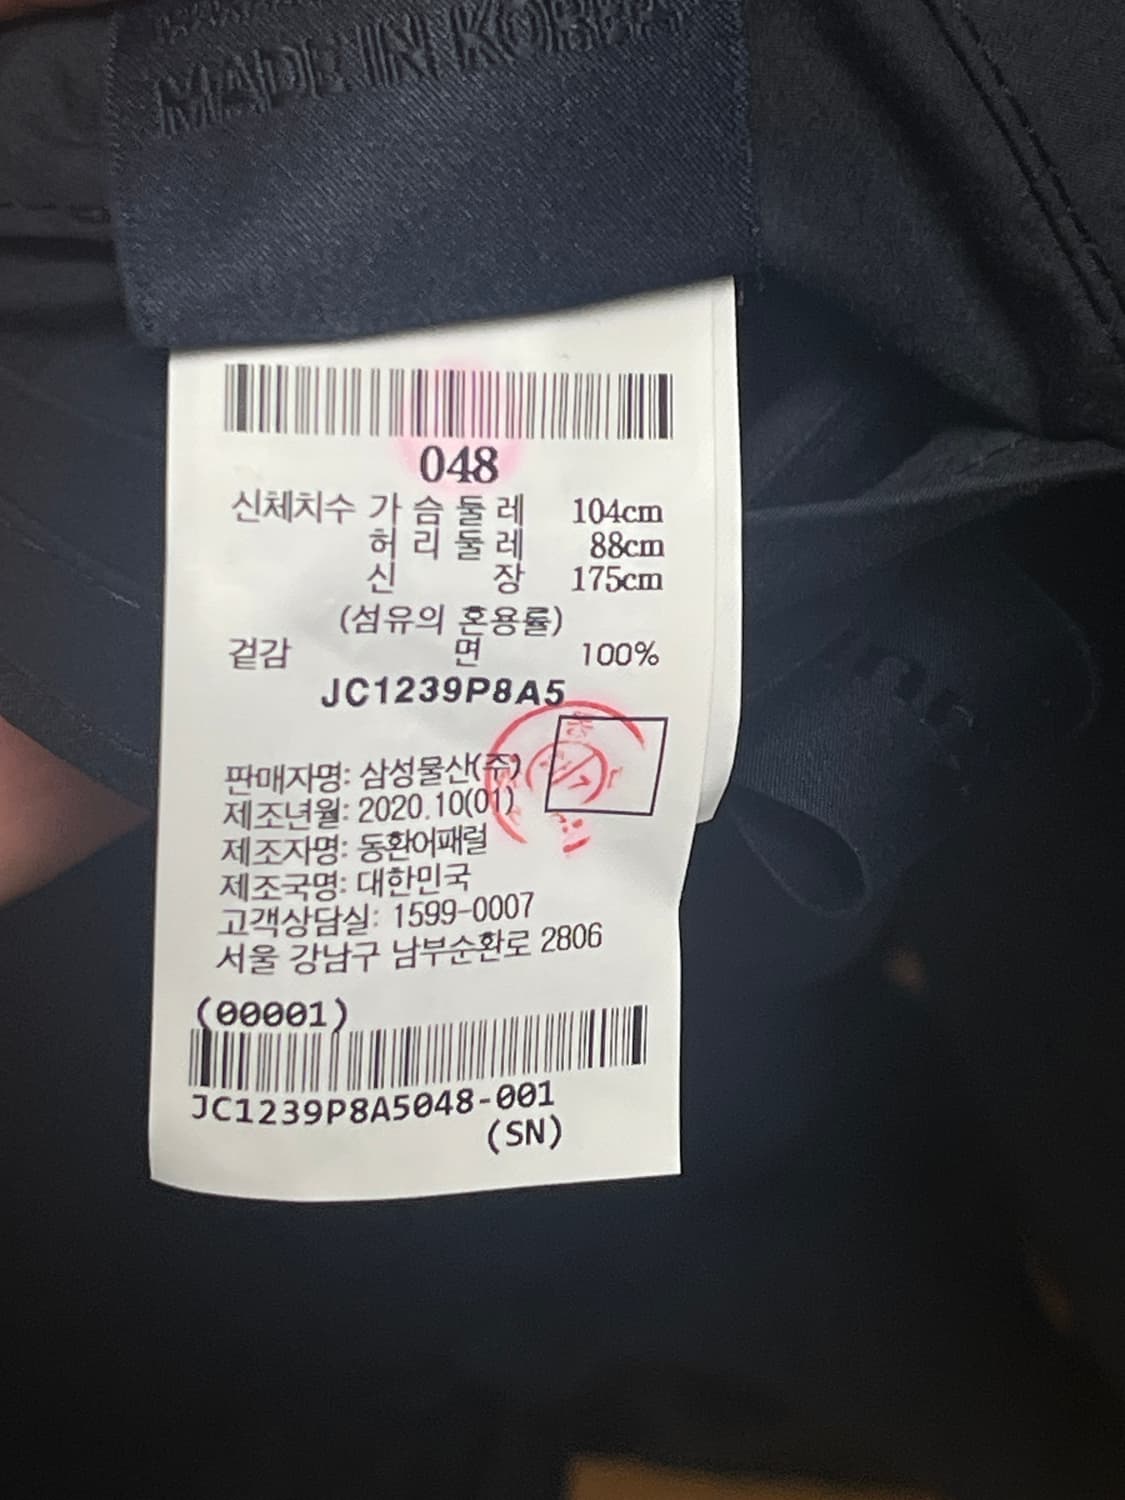 MADE IN KOREA
048
신체치수 가 슴 둘 레 104cm
허 리 둘 레 88cm
신 장 175cm
(섬유의 혼용률)
겉감 면 100%
JC1239P8A5
판매자명: 삼성물산(주)
제조년월: 2020.10(01)
제조자명: 동환어패럴
제조국명: 대한민국
고객상담실: 1599-0007
서울 강남구 남부순환로 2806
(00001)
JC1239P8A5048-001
(SN)